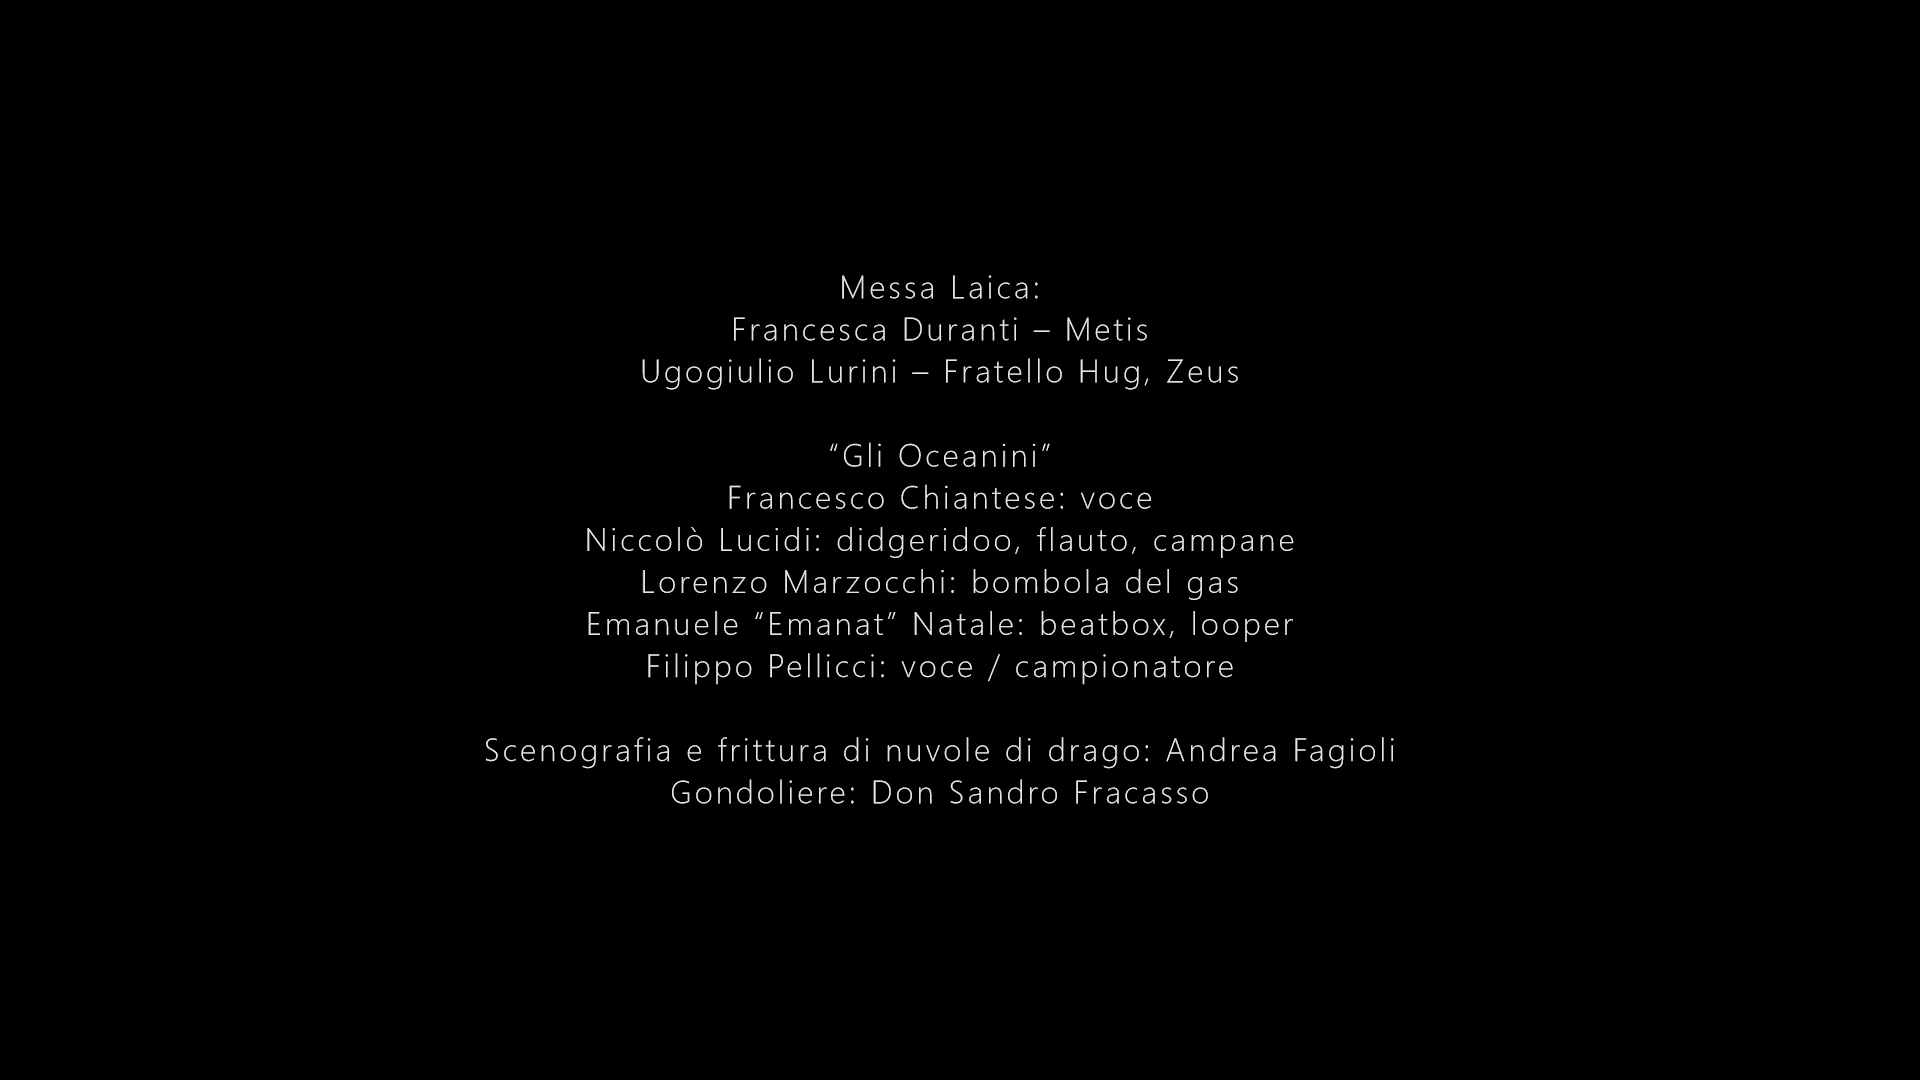 Messa Laica:
Francesca Duranti – Metis
Ugogiulio Lurini – Fratello Hug, Zeus
“Gli Oceanini”
Francesco Chiantese: voce
Niccolò Lucidi: didgeridoo, flauto, campane
Lorenzo Marzocchi: bombola del gas
Emanuele “Emanat” Natale: beatbox, looper
Filippo Pellicci: voce / campionatore
Scenografia e frittura di nuvole di drago: Andrea Fagioli
Gondoliere: Don Sandro Fracasso